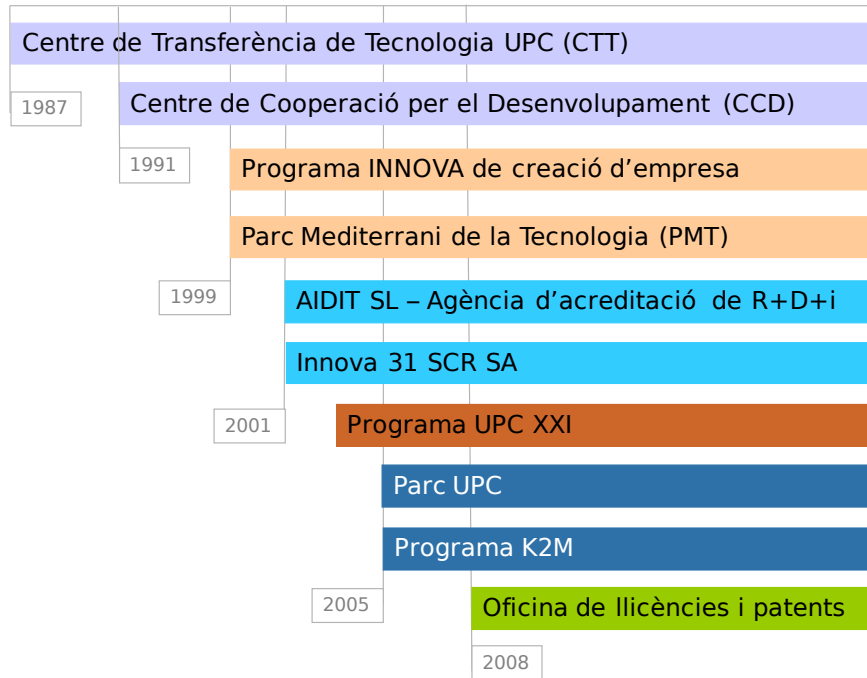 Centre de Transferència de Tecnologia UPC (CTT)
1987
Centre de Cooperació per el Desenvolupament (CCD)
1991
Programa INNOVA de creació d’empresa
Parc Mediterrani de la Tecnologia (PMT)
1999
AIDIT SL – Agència d’acreditació de R+D+i
Innova 31 SCR SA
2001
Programa UPC XXI
Parc UPC
Programa K2M
2005
Oficina de llicències i patents
2008